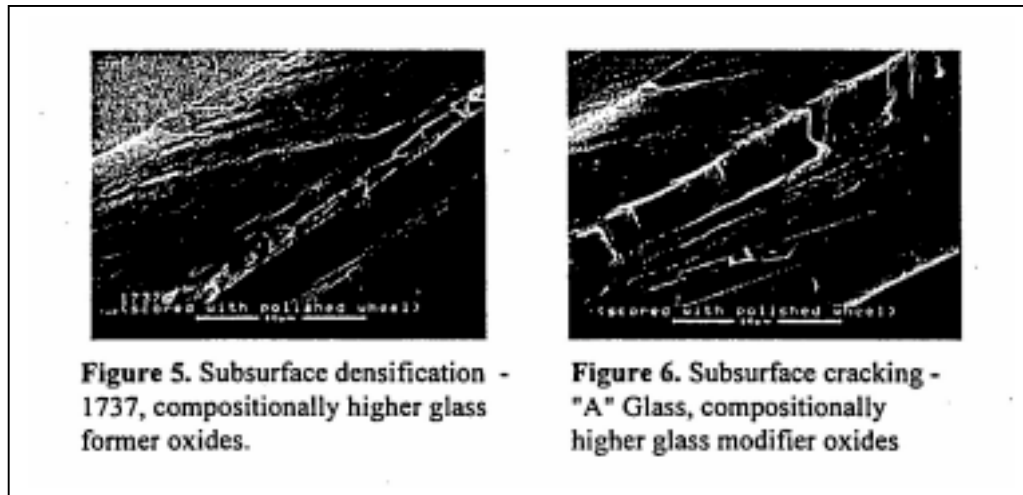 1737
(scored with polished wheel)
(scored with polished wheel)
Figure 5. Subsurface densification -
1737, compositionally higher glass
former oxides.
Figure 6. Subsurface cracking -
"A" Glass, compositionally
higher glass modifier oxides